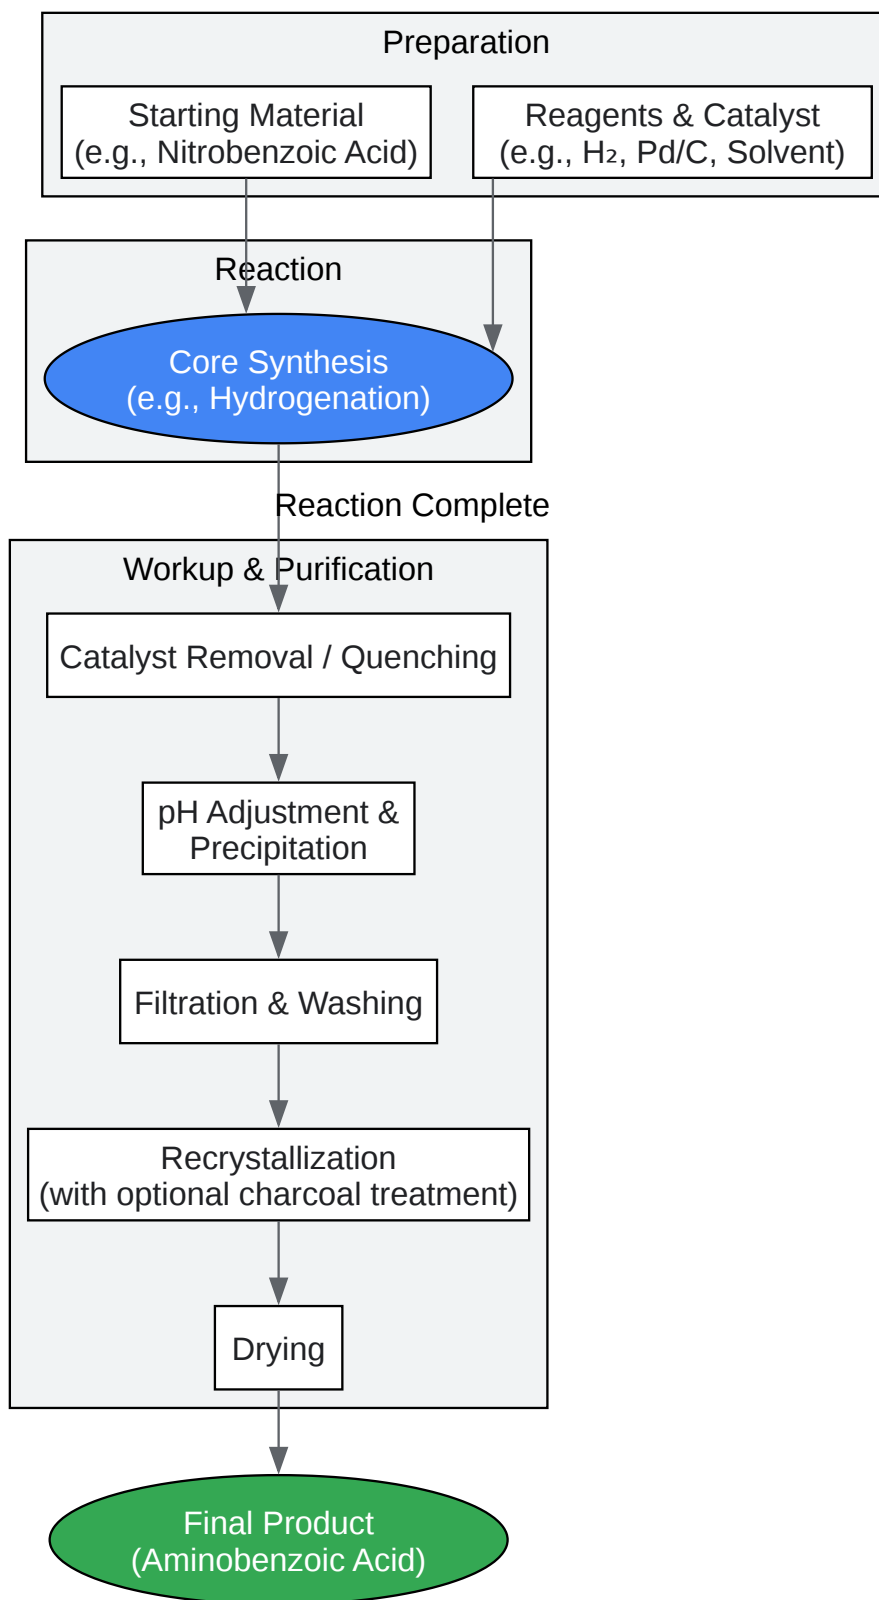 Preparation
Starting Material
(e.g., Nitrobenzoic Acid)
Reagents & Catalyst
(e.g., H₂, Pd/C, Solvent)
Reaction
Core Synthesis
(e.g., Hydrogenation)
Reaction Complete
Workup & Purification
Catalyst Removal / Quenching
pH Adjustment &
Precipitation
Filtration & Washing
Recrystallization
(with optional charcoal treatment)
Drying
Final Product
(Aminobenzoic Acid)